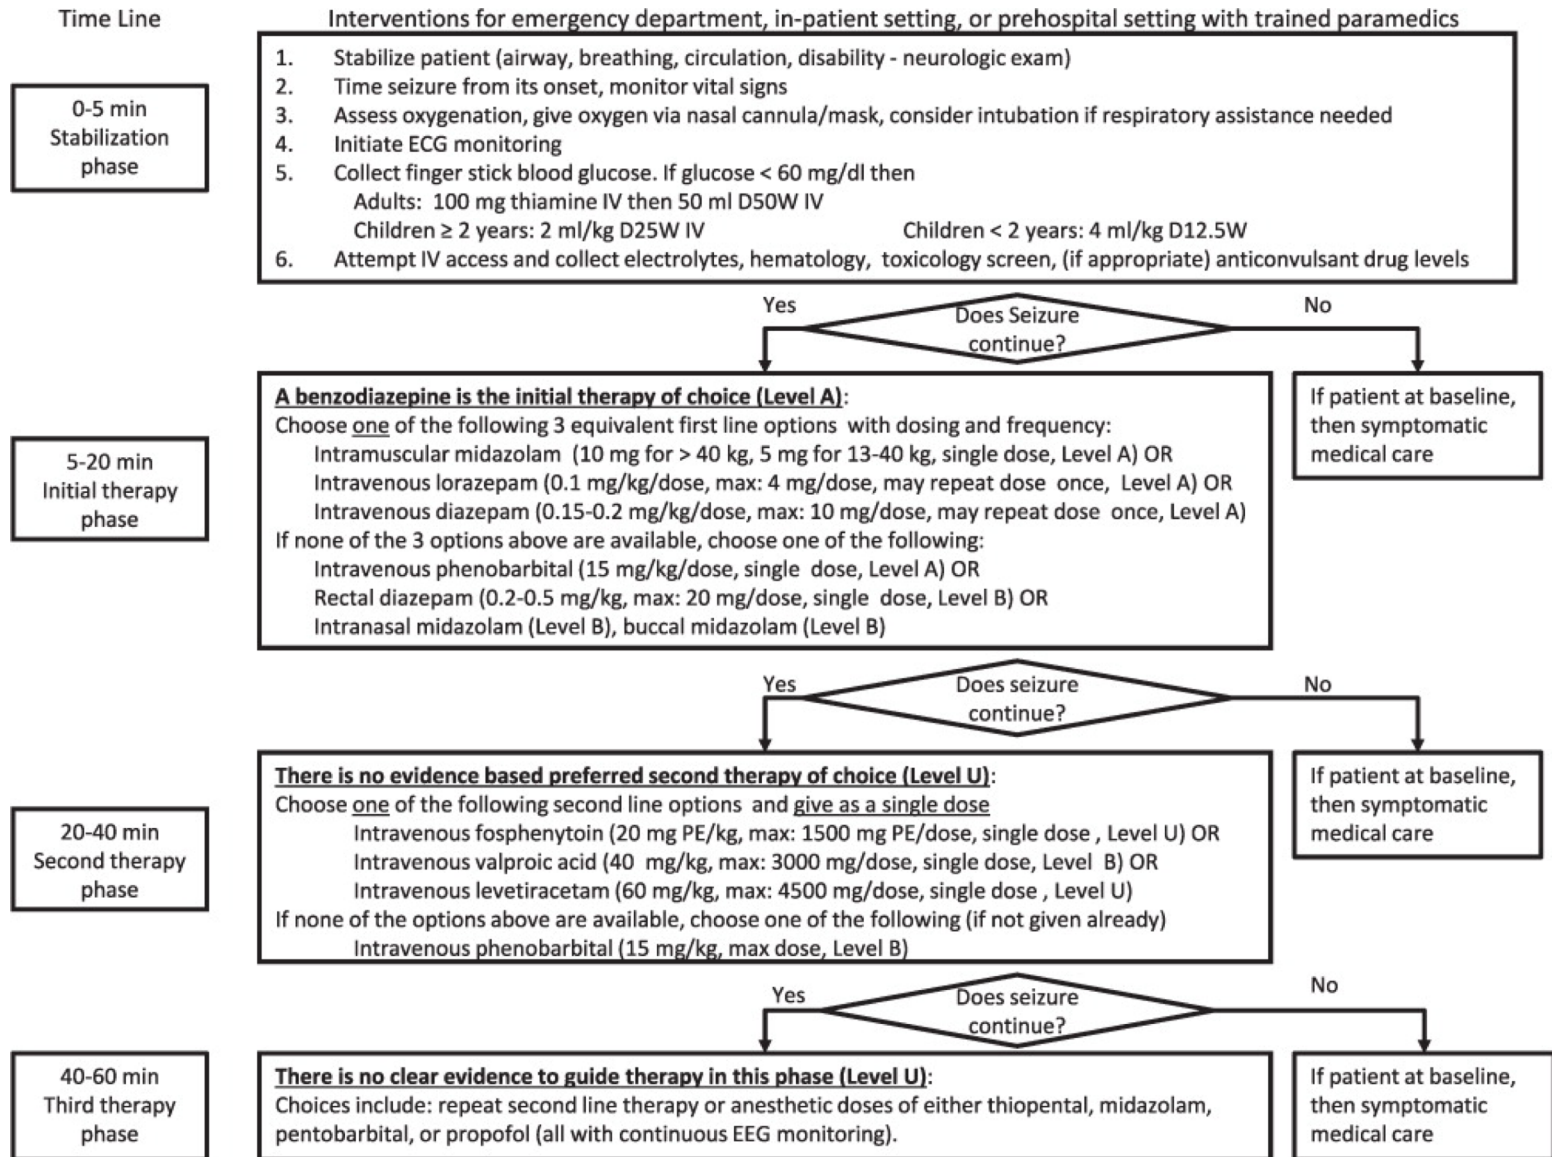 Time Line
Interventions for emergency department, in-patient setting, or prehospital setting with trained paramedics
0-5 min
Stabilization
phase
1. Stabilize patient (airway, breathing, circulation, disability - neurologic exam)
2. Time seizure from its onset, monitor vital signs
3. Assess oxygenation, give oxygen via nasal cannula/mask, consider intubation if respiratory assistance needed
4. Initiate ECG monitoring
5. Collect finger stick blood glucose. If glucose < 60 mg/dl then
Adults: 100 mg thiamine IV then 50 ml D50W IV
Children ≥ 2 years: 2 ml/kg D25W IV Children < 2 years: 4 ml/kg D12.5W
6. Attempt IV access and collect electrolytes, hematology, toxicology screen, (if appropriate) anticonvulsant drug levels
Yes
Does Seizure
continue?
No
5-20 min
Initial therapy
phase
A benzodiazepine is the initial therapy of choice (Level A):
Choose one of the following 3 equivalent first line options with dosing and frequency:
Intramuscular midazolam (10 mg for > 40 kg, 5 mg for 13-40 kg, single dose, Level A) OR
Intravenous lorazepam (0.1 mg/kg/dose, max: 4 mg/dose, may repeat dose once, Level A) OR
Intravenous diazepam (0.15-0.2 mg/kg/dose, max: 10 mg/dose, may repeat dose once, Level A)
If none of the 3 options above are available, choose one of the following:
Intravenous phenobarbital (15 mg/kg/dose, single dose, Level A) OR
Rectal diazepam (0.2-0.5 mg/kg, max: 20 mg/dose, single dose, Level B) OR
Intranasal midazolam (Level B), buccal midazolam (Level B)
If patient at baseline,
then symptomatic
medical care
Yes
Does seizure
continue?
No
20-40 min
Second therapy
phase
There is no evidence based preferred second therapy of choice (Level U):
Choose one of the following second line options and give as a single dose
Intravenous fosphenytoin (20 mg PE/kg, max: 1500 mg PE/dose, single dose , Level U) OR
Intravenous valproic acid (40 mg/kg, max: 3000 mg/dose, single dose, Level B) OR
Intravenous levetiracetam (60 mg/kg, max: 4500 mg/dose, single dose , Level U)
If none of the options above are available, choose one of the following (if not given already)
Intravenous phenobarbital (15 mg/kg, max dose, Level B)
If patient at baseline,
then symptomatic
medical care
Yes
Does seizure
continue?
No
40-60 min
Third therapy
phase
There is no clear evidence to guide therapy in this phase (Level U):
Choices include: repeat second line therapy or anesthetic doses of either thiopental, midazolam,
pentobarbital, or propofol (all with continuous EEG monitoring).
If patient at baseline,
then symptomatic
medical care